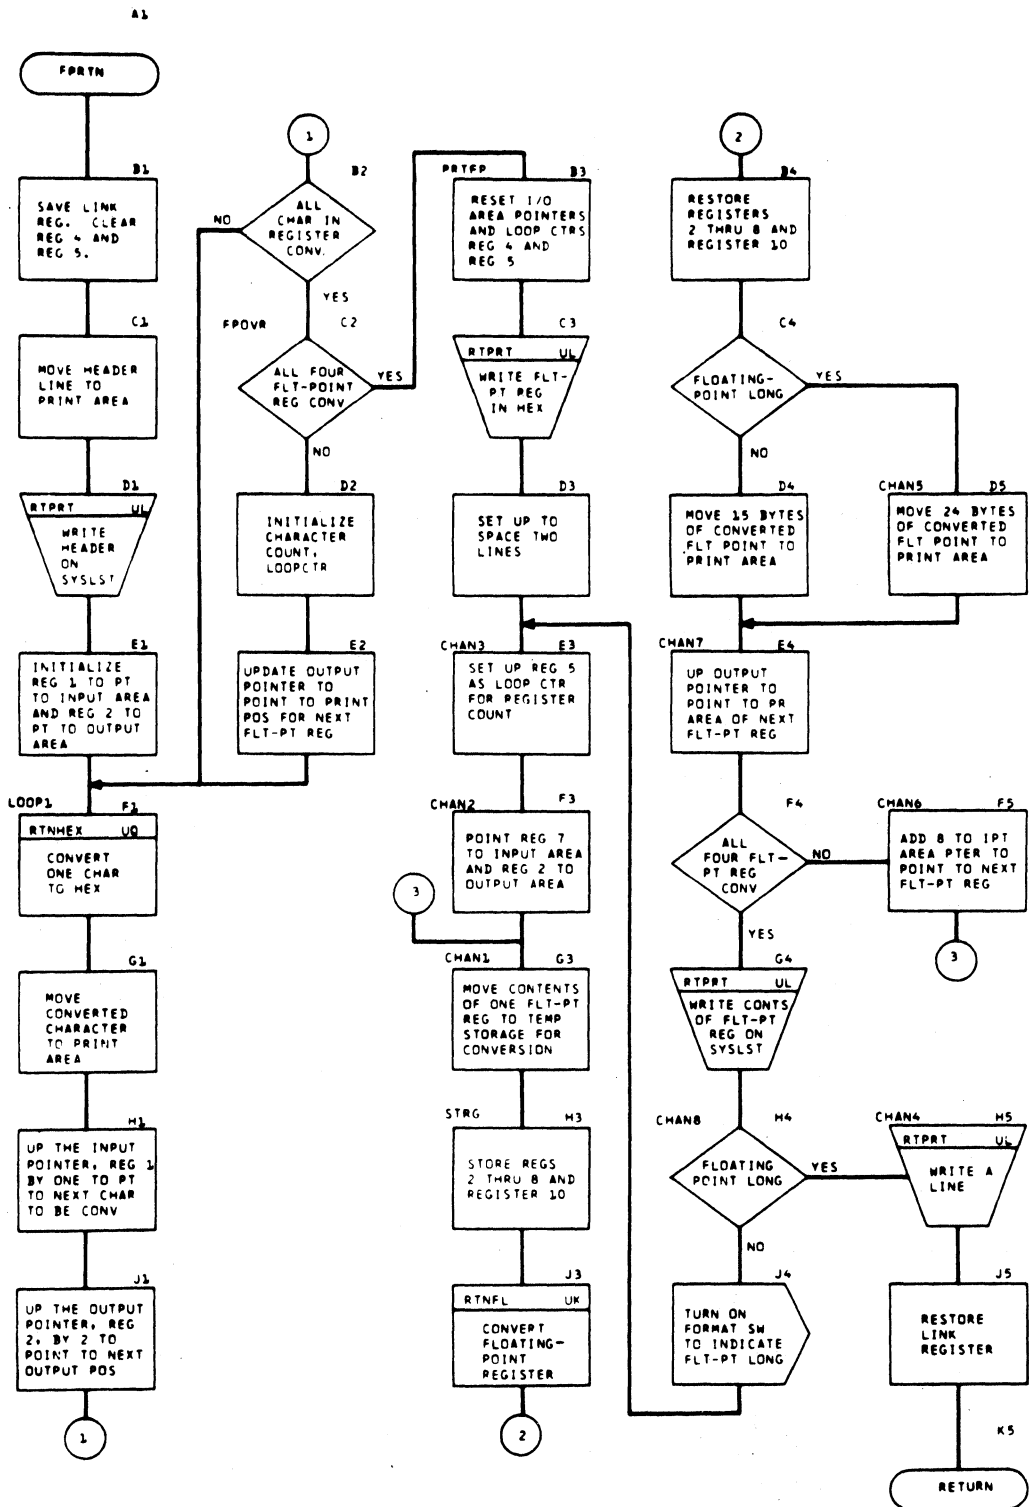 A1
FPRTN
B1
SAVE LINK
REG. CLEAR
REG 4 AND
REG 5.
C1
MOVE HEADER
LINE TO
PRINT AREA
D1
RTPRT UL
WRITE
HEADER
ON
SYSLST
E1
INITIALIZE
REG 1 TO PT
TO INPUT AREA
AND REG 2 TO
PT TO OUTPUT
AREA
LOOP1 F1
RTNHEX UQ
CONVERT
ONE CHAR
TO HEX
G1
MOVE
CONVERTED
CHARACTER
TO PRINT
AREA
H1
UP THE INPUT
POINTER, REG 1
BY ONE TO PT
TO NEXT CHAR
TO BE CONV
J1
UP THE OUTPUT
POINTER, REG
2, BY 2 TO
POINT TO NEXT
OUTPUT POS
1
1
B2
ALL
CHAR IN
REGISTER
CONV.
NO
YES
FPOVR C2
ALL FOUR
FLT-POINT
REG CONV
YES
NO
D2
INITIALIZE
CHARACTER
COUNT,
LOOPCTR
E2
UPDATE OUTPUT
POINTER TO
POINT TO PRINT
POS FOR NEXT
FLT-PT REG
PRTFP B3
RESET I/O
AREA POINTERS
AND LOOP CTRS
REG 4 AND
REG 5
C3
RTPRT UL
WRITE FLT-
PT REG
IN HEX
D3
SET UP TO
SPACE TWO
LINES
CHAN3 E3
SET UP REG 5
AS LOOP CTR
FOR REGISTER
COUNT
CHAN2 F3
POINT REG 7
TO INPUT AREA
AND REG 2 TO
OUTPUT AREA
3
CHAN1 G3
MOVE CONTENTS
OF ONE FLT-PT
REG TO TEMP
STORAGE FOR
CONVERSION
STRG H3
STORE REGS
2 THRU 8 AND
REGISTER 10
J3
RTNFL UK
CONVERT
FLOATING-
POINT
REGISTER
2
2
B4
RESTORE
REGISTERS
2 THRU 8 AND
REGISTER 10
C4
FLOATING-
POINT LONG
YES
NO
D4
MOVE 15 BYTES
OF CONVERTED
FLT POINT TO
PRINT AREA
CHAN5 D5
MOVE 24 BYTES
OF CONVERTED
FLT POINT TO
PRINT AREA
CHAN7 E4
UP OUTPUT
POINTER TO
POINT TO PR
AREA OF NEXT
FLT-PT REG
F4
ALL
FOUR FLT-
PT REG
CONV
NO
YES
CHAN6 F5
ADD 8 TO IPT
AREA PTER TO
POINT TO NEXT
FLT-PT REG
3
G4
RTPRT UL
WRITE CONTS
OF FLT-PT
REG ON
SYSLST
CHAN8 H4
FLOATING
POINT LONG
YES
NO
CHAN4 H5
RTPRT UL
WRITE A
LINE
J4
TURN ON
FORMAT SW
TO INDICATE
FLT-PT LONG
J5
RESTORE
LINK
REGISTER
K5
RETURN